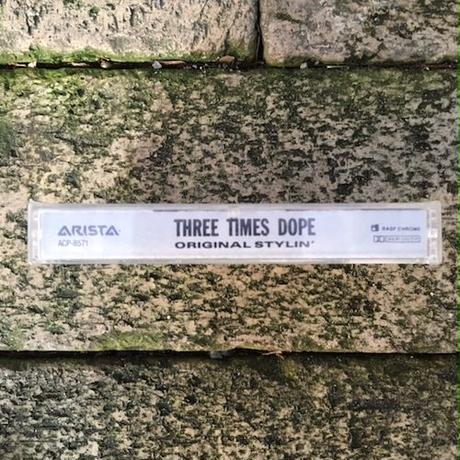 ARISTA
ACP-8571
THREE TIMES DOPE
ORIGINAL STYLIN'
BASF CHROME